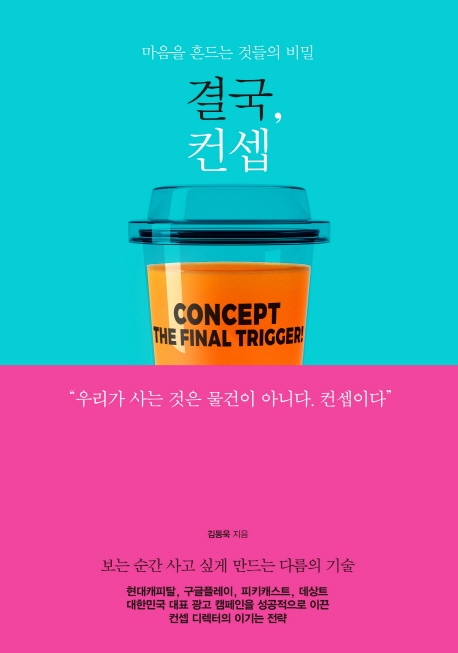 마음을 흔드는 것들의 비밀
결국,
컨셉
CONCEPT
THE FINAL TRIGGER!
“우리가 사는 것은 물건이 아니다. 컨셉이다”
김동욱 지음
보는 순간 사고 싶게 만드는 다름의 기술
현대캐피탈, 구글플레이, 피키캐스트, 데상트
대한민국 대표 광고 캠페인을 성공적으로 이끈
컨셉 디렉터의 이기는 전략